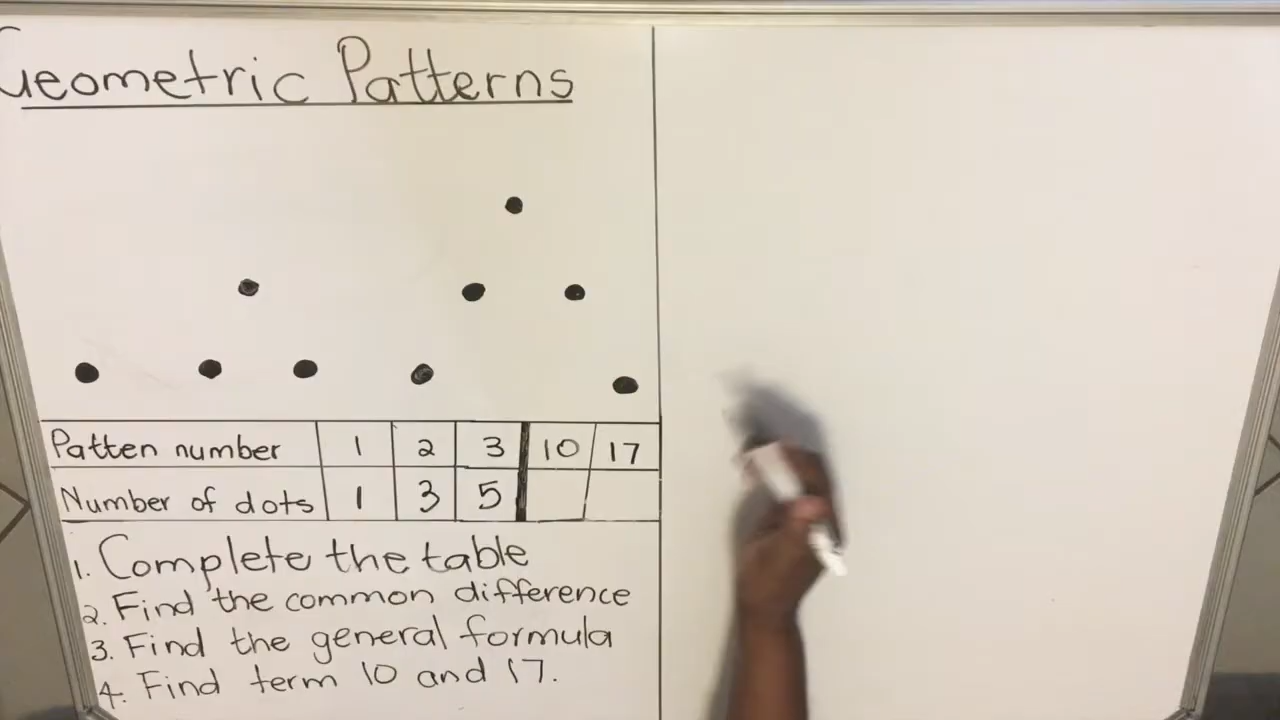 Geometric Patterns
Patten number 1 2 3 10 17
Number of dots 1 3 5
1. Complete the table
2. Find the common difference
3. Find the general formula
4. Find term 10 and 17.